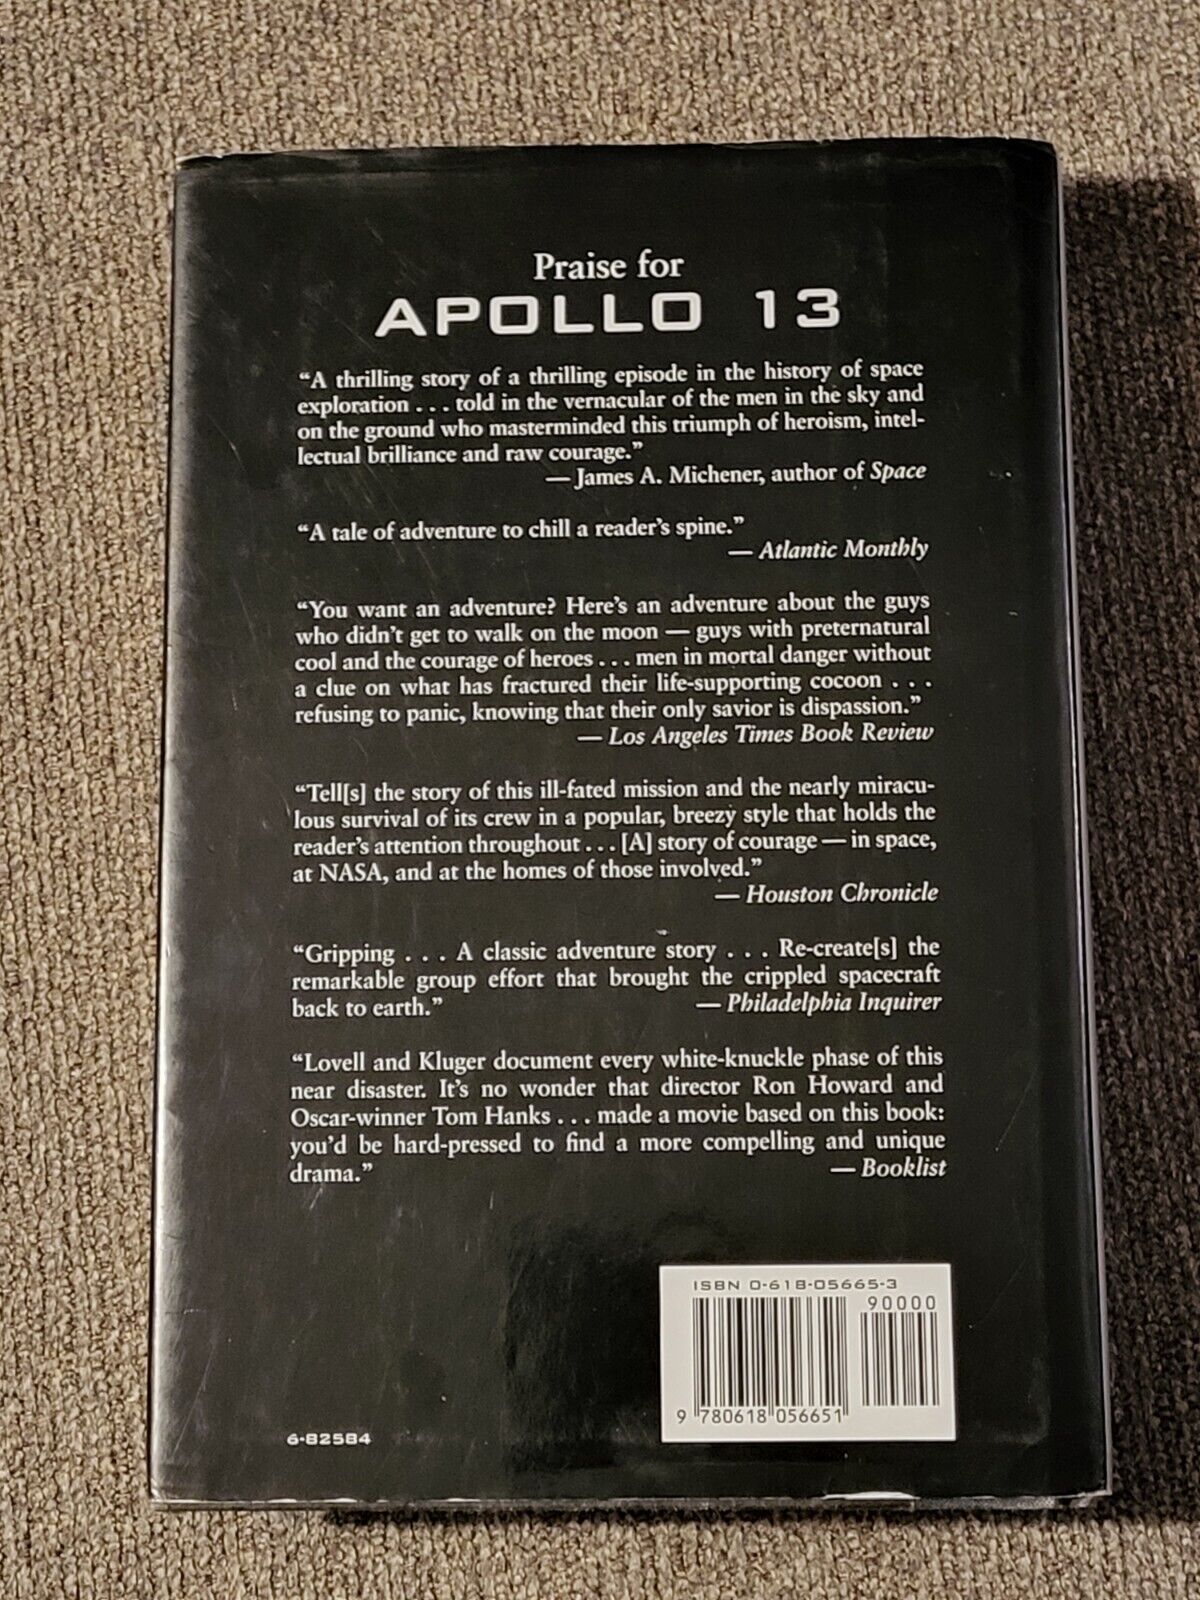 Praise for
APOLLO 13
“A thrilling story of a thrilling episode in the history of space
exploration . . . told in the vernacular of the men in the sky and
on the ground who masterminded this triumph of heroism, intel-
lectual brilliance and raw courage.”
— James A. Michener, author of Space
“A tale of adventure to chill a reader’s spine.”
— Atlantic Monthly
“You want an adventure? Here’s an adventure about the guys
who didn’t get to walk on the moon — guys with preternatural
cool and the courage of heroes . . . men in mortal danger without
a clue on what has fractured their life-supporting cocoon . . .
refusing to panic, knowing that their only savior is dispassion.”
— Los Angeles Times Book Review
“Tell[s] the story of this ill-fated mission and the nearly miracu-
lous survival of its crew in a popular, breezy style that holds the
reader’s attention throughout . . . [A] story of courage — in space,
at NASA, and at the homes of those involved.”
— Houston Chronicle
“Gripping . . . A classic adventure story . . . Re-create[s] the
remarkable group effort that brought the crippled spacecraft
back to earth.” — Philadelphia Inquirer
“Lovell and Kluger document every white-knuckle phase of this
near disaster. It’s no wonder that director Ron Howard and
Oscar-winner Tom Hanks . . . made a movie based on this book:
you’d be hard-pressed to find a more compelling and unique
drama.” — Booklist
ISBN 0-618-05665-3
90000
9 780618 056651
6-82584